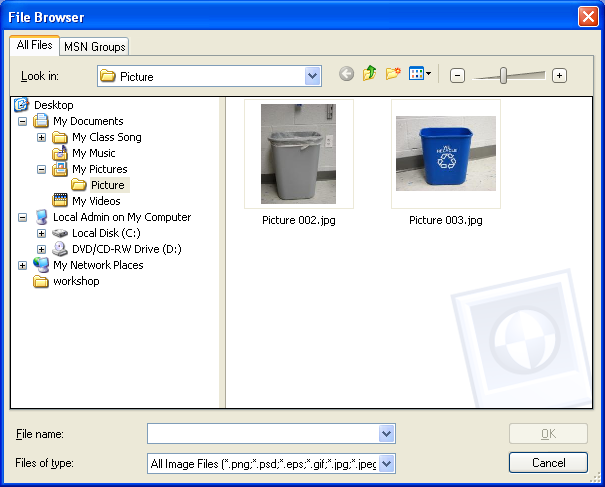 File Browser
All Files
MSN Groups
Look in:
Picture
Desktop
My Documents
My Class Song
My Music
My Pictures
Picture
My Videos
Local Admin on My Computer
Local Disk (C:)
DVD/CD-RW Drive (D:)
My Network Places
workshop
WE RECYCLE
Picture 002.jpg
Picture 003.jpg
File name:
OK
Files of type:
All Image Files (*.png;*.psd;*.eps;*.gif;*.jpg;*.jpeg
Cancel